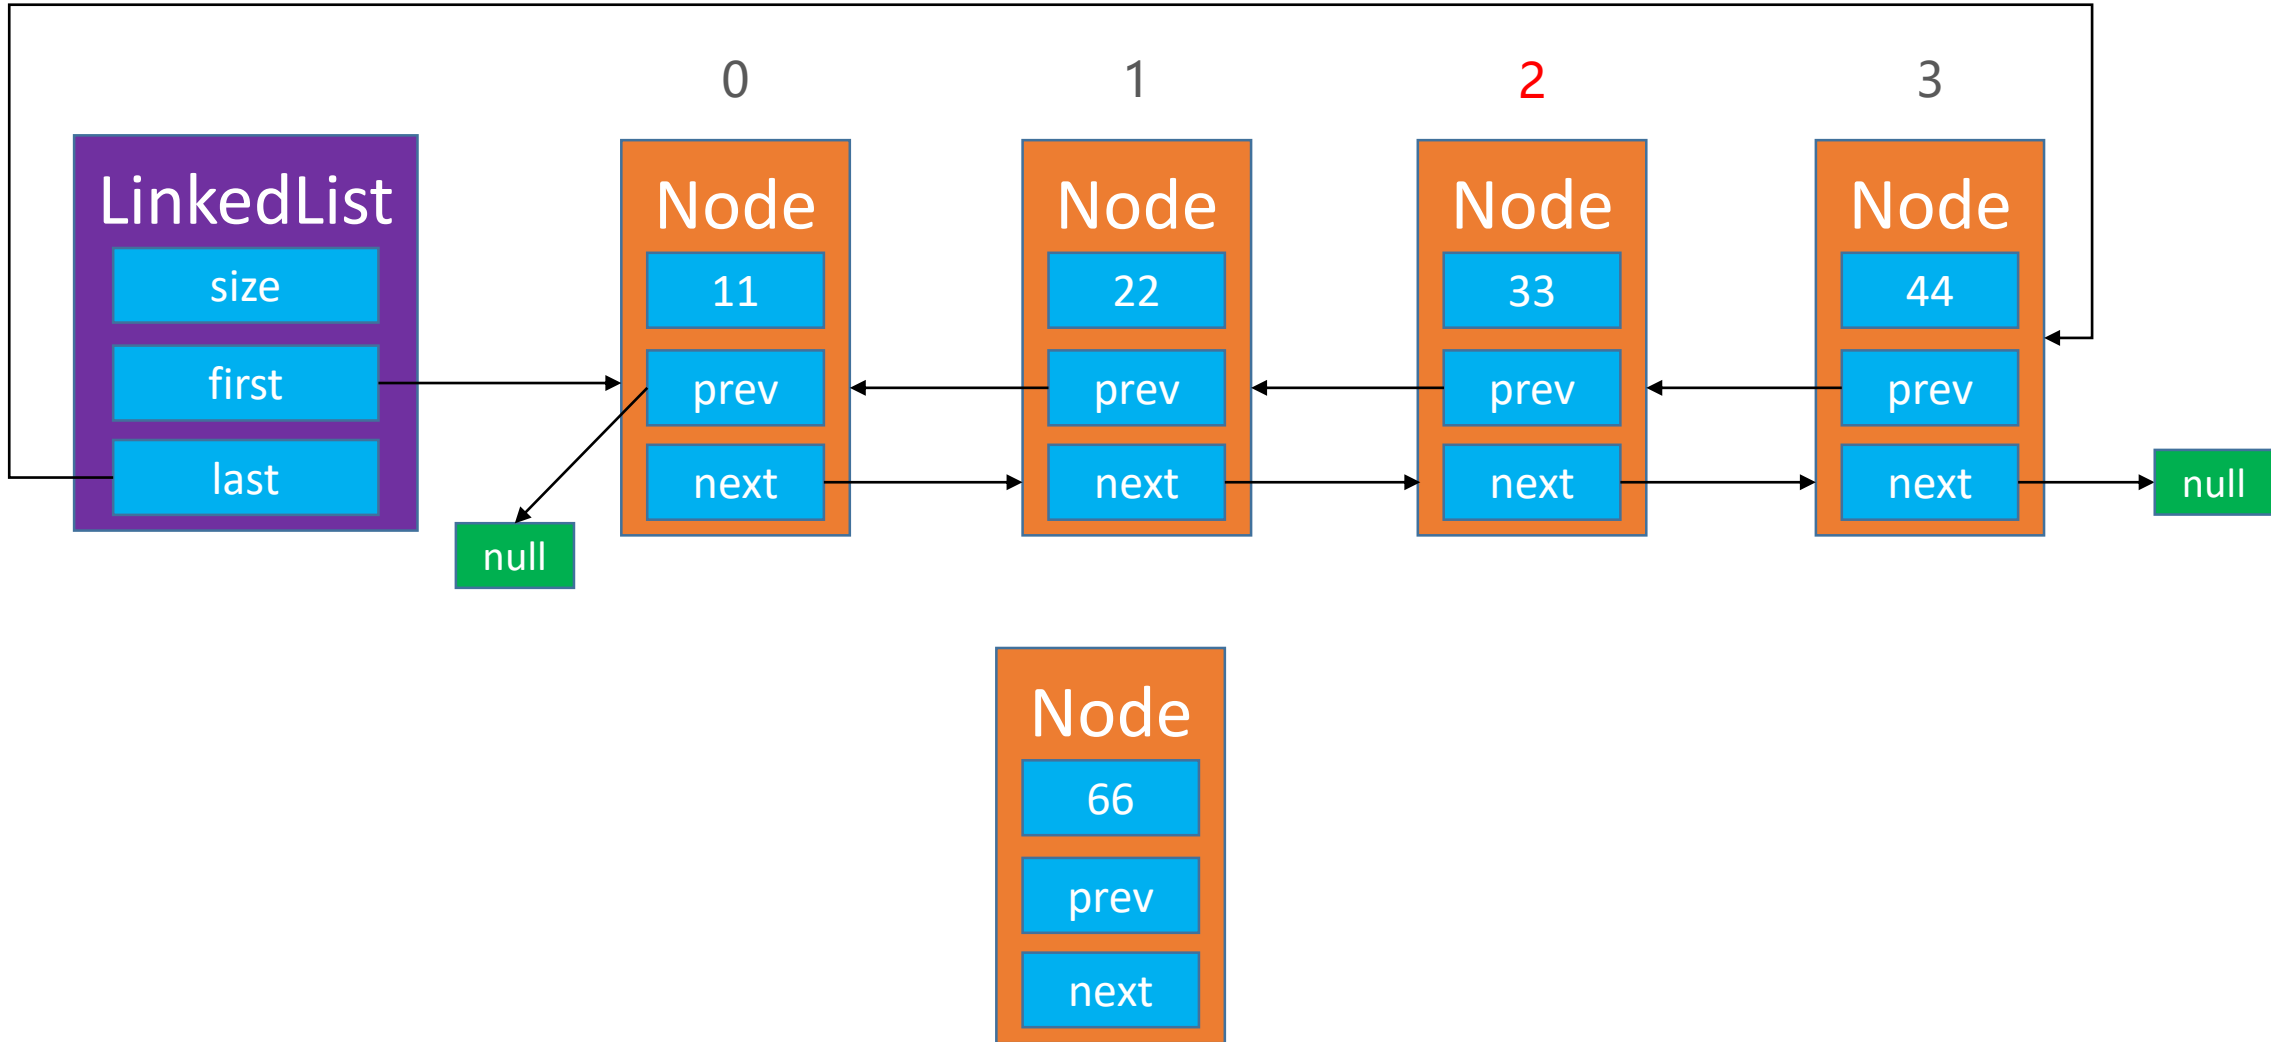 0
1
2
3
LinkedList
size
first
last
null
Node
11
prev
next
Node
22
prev
next
Node
33
prev
next
Node
44
prev
next
null
Node
66
prev
next